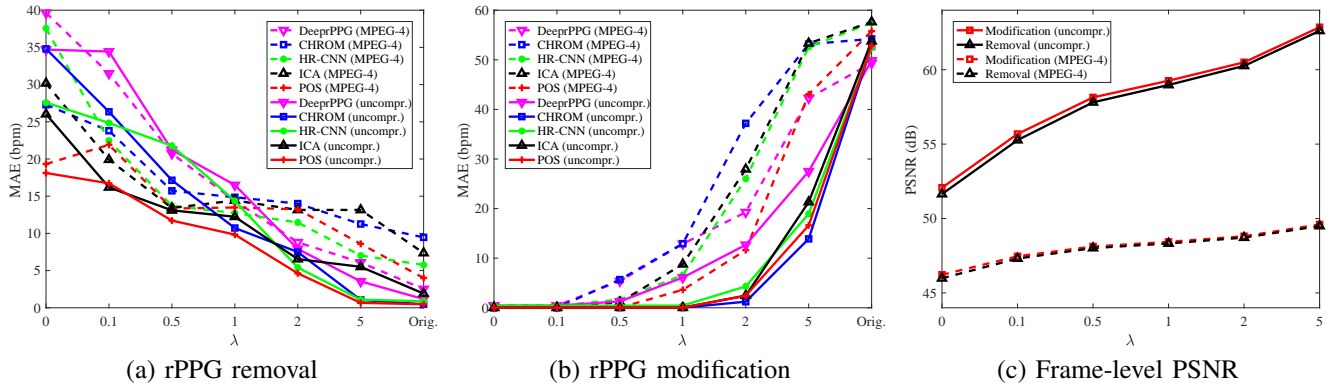 40
35
30
25
20
15
10
5
0
MAE (bpm)
0 0.1 0.5 1 2 5 Orig.
λ
DeeprPPG (MPEG-4)
CHROM (MPEG-4)
HR-CNN (MPEG-4)
ICA (MPEG-4)
POS (MPEG-4)
DeeprPPG (uncompr.)
CHROM (uncompr.)
HR-CNN (uncompr.)
ICA (uncompr.)
POS (uncompr.)
(a) rPPG removal
60
50
40
30
20
10
0
MAE (bpm)
0 0.1 0.5 1 2 5 Orig.
λ
DeeprPPG (MPEG-4)
CHROM (MPEG-4)
HR-CNN (MPEG-4)
ICA (MPEG-4)
POS (MPEG-4)
DeeprPPG (uncompr.)
CHROM (uncompr.)
HR-CNN (uncompr.)
ICA (uncompr.)
POS (uncompr.)
(b) rPPG modification
60
55
50
45
PSNR (dB)
0 0.1 0.5 1 2 5
λ
Modification (uncompr.)
Removal (uncompr.)
Modification (MPEG-4)
Removal (MPEG-4)
(c) Frame-level PSNR